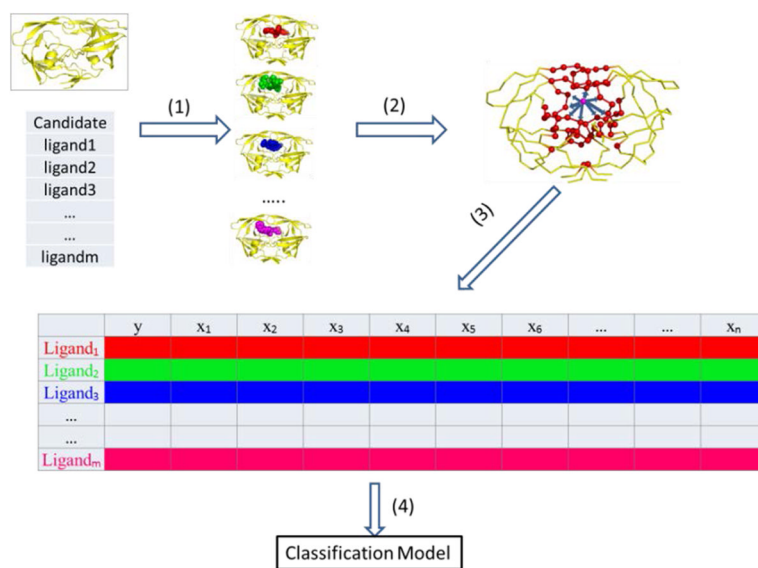 Candidate
ligand1
ligand2
ligand3
...
...
ligandm
(1)
.....
(2)
(3)
y x₁ x₂ x₃ x₄ x₅ x₆ ... ... xₙ
Ligand₁
Ligand₂
Ligand₃
...
...
Ligandₘ
(4)
Classification Model